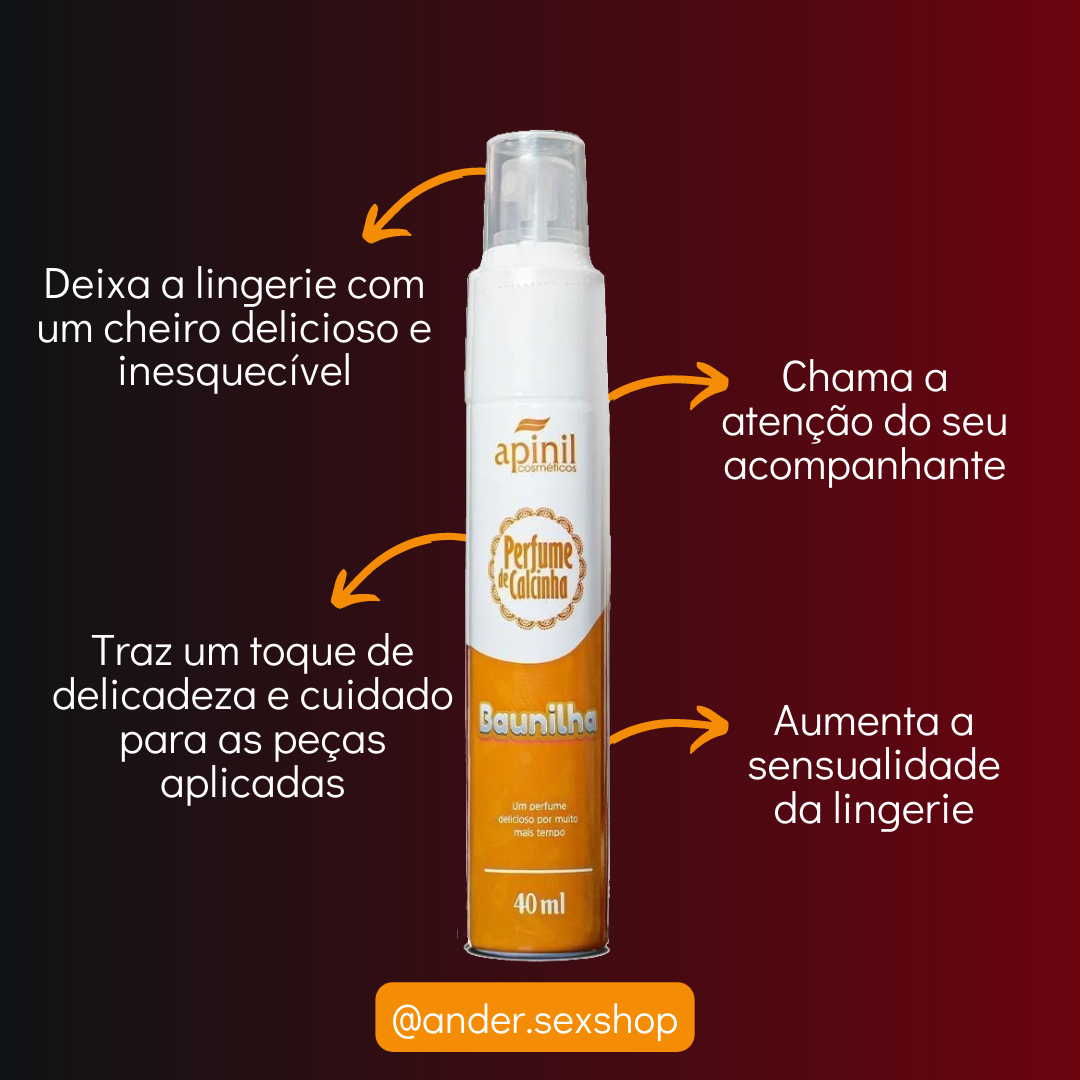 Deixa a lingerie com
um cheiro delicioso e
inesquecível
Chama a
atenção do seu
acompanhante
apinil
cosméticos
Perfume
de Calcinha
Traz um toque de
delicadeza e cuidado
para as peças
aplicadas
Baunilha
Aumenta a
sensualidade
da lingerie
Um perfume
delicioso por muito
mais tempo
40 ml
@ander.sexshop